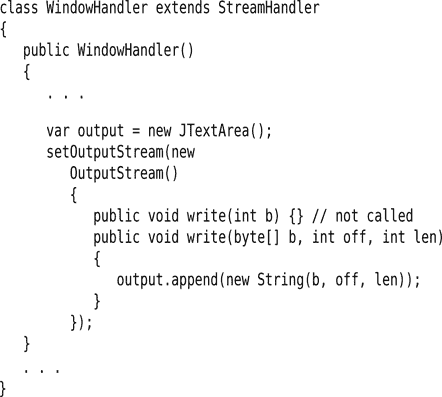 class WindowHandler extends StreamHandler
{
   public WindowHandler()
   {
      . . .

      var output = new JTextArea();
      setOutputStream(new
         OutputStream()
         {
            public void write(int b) {} // not called
            public void write(byte[] b, int off, int len)
            {
               output.append(new String(b, off, len));
            }
         });
   }
   . . .
}